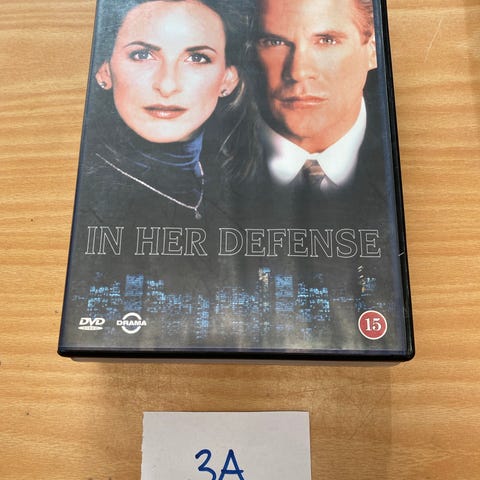 IN HER DEFENSE
DVD
DRAMA
15
3A